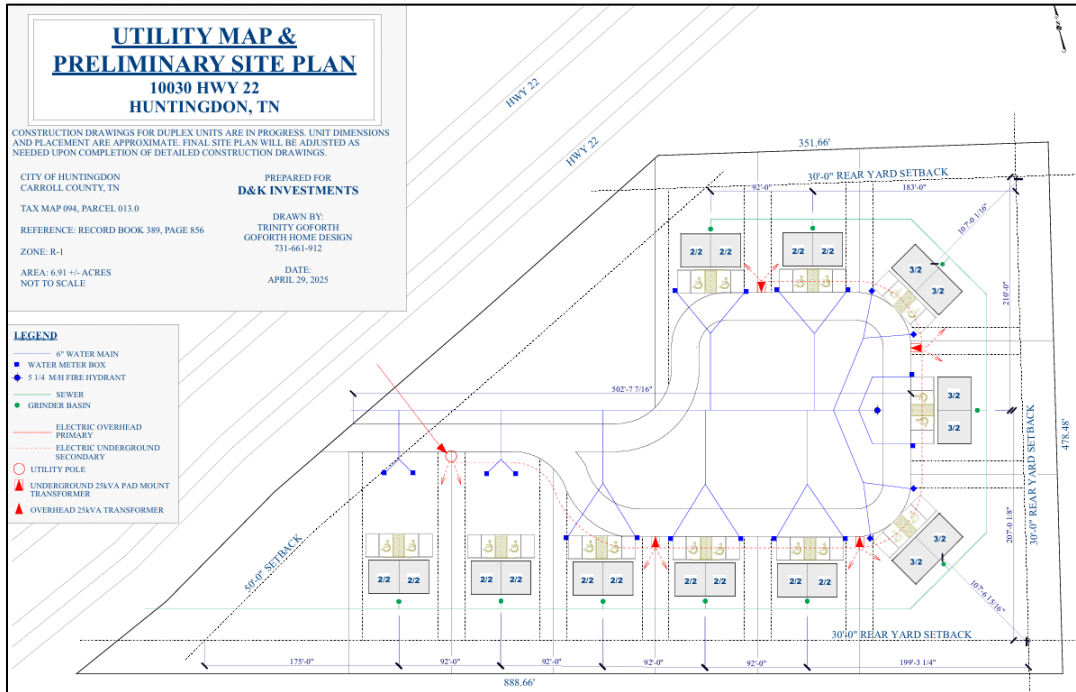 UTILITY MAP &
PRELIMINARY SITE PLAN
10030 HWY 22
HUNTINGDON, TN
CONSTRUCTION DRAWINGS FOR DUPLEX UNITS ARE IN PROGRESS. UNIT DIMENSIONS
AND PLACEMENT ARE APPROXIMATE. FINAL SITE PLAN WILL BE ADJUSTED AS
NEEDED UPON COMPLETION OF DETAILED CONSTRUCTION DRAWINGS.
CITY OF HUNTINGDON
CARROLL COUNTY, TN
TAX MAP 094, PARCEL 013.0
REFERENCE: RECORD BOOK 389, PAGE 856
ZONE: R-1
AREA: 6.91 +/- ACRES
NOT TO SCALE
PREPARED FOR
D&K INVESTMENTS
DRAWN BY:
TRINITY GOFORTH
GOFORTH HOME DESIGN
731-661-912
DATE:
APRIL 29, 2025
LEGEND
6" WATER MAIN
WATER METER BOX
5 1/4 M/H FIRE HYDRANT
SEWER
GRINDER BASIN
ELECTRIC OVERHEAD
PRIMARY
ELECTRIC UNDERGROUND
SECONDARY
UTILITY POLE
UNDERGROUND 25kVA PAD MOUNT
TRANSFORMER
OVERHEAD 25kVA TRANSFORMER
HWY 22
HWY 22
351.66'
30'-0" REAR YARD SETBACK
92'-0"
183'-0"
107'-0 1/16"
2/2 2/2
2/2 2/2
3/2
3/2
210'-0"
502'-7 7/16"
3/2
3/2
478.48'
30'-0" REAR YARD SETBACK
207'-0 1/8"
3/2
3/2
107'-6 15/16"
50'-0" SETBACK
2/2 2/2
2/2 2/2
2/2 2/2
2/2 2/2
2/2 2/2
30'-0" REAR YARD SETBACK
175'-0"
92'-0"
92'-0"
92'-0"
92'-0"
199'-3 1/4"
888.66'